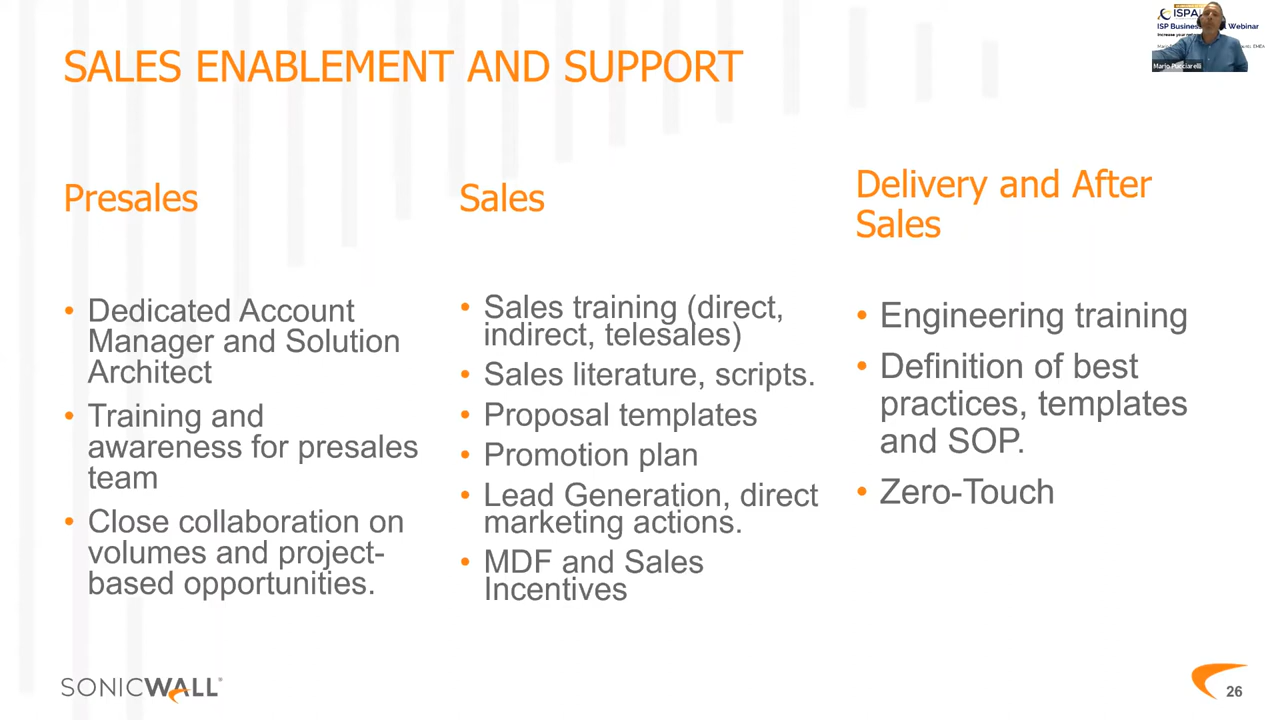 SALES ENABLEMENT AND SUPPORT
ISPA
ISP Business Webinar
Mario Pucciarelli
Presales
• Dedicated Account
Manager and Solution
Architect
• Training and
awareness for presales
team
• Close collaboration on
volumes and project-
based opportunities.
Sales
• Sales training (direct,
indirect, telesales)
• Sales literature, scripts.
• Proposal templates
• Promotion plan
• Lead Generation, direct
marketing actions.
• MDF and Sales
Incentives
Delivery and After
Sales
• Engineering training
• Definition of best
practices, templates
and SOP.
• Zero-Touch
SONICWALL®
26